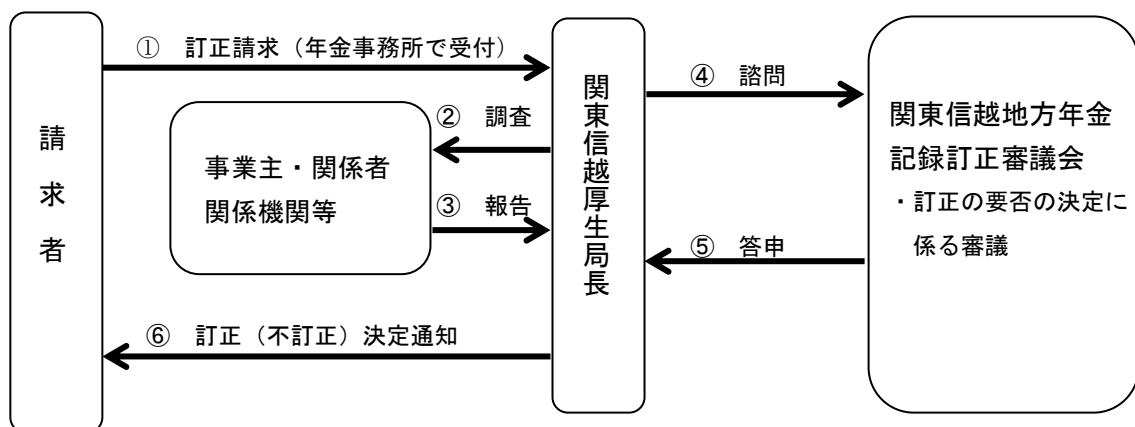 請求者
① 訂正請求（年金事務所で受付）
② 調査
事業主・関係者
関係機関等
③ 報告
関東信越厚生局長
④ 諮問
関東信越地方年金
記録訂正審議会
・訂正の要否の決定に
係る審議
⑤ 答申
⑥ 訂正（不訂正）決定通知